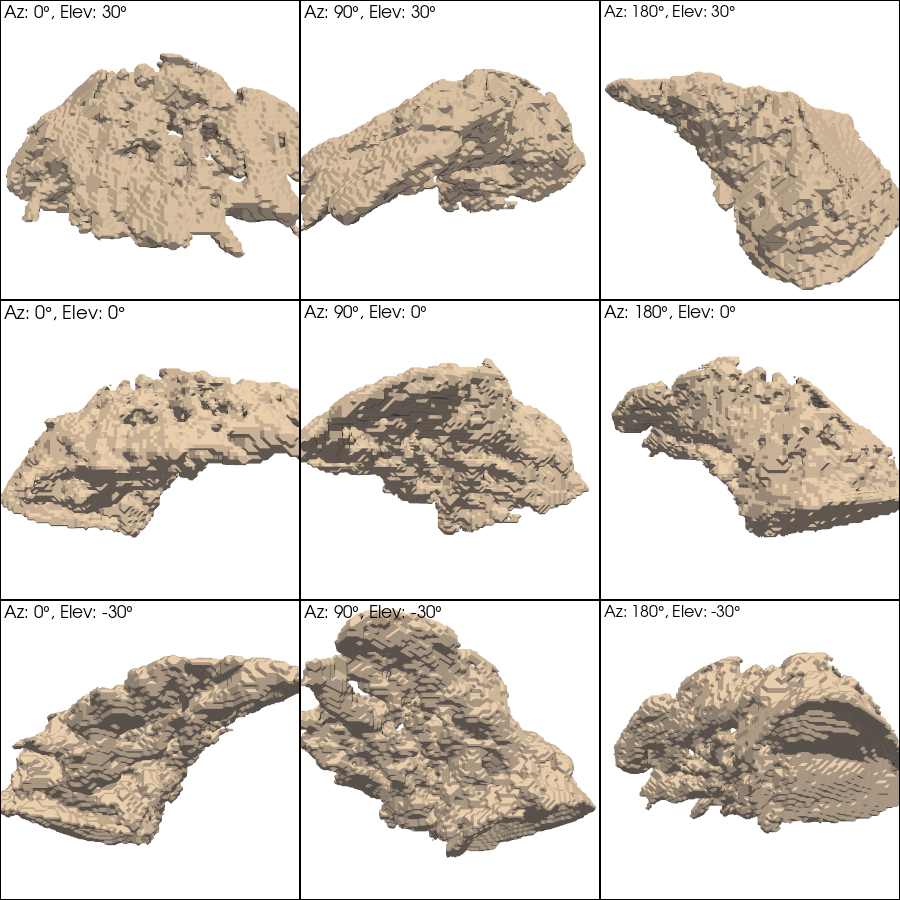 Az: 0°, Elev: 30°
Az: 90°, Elev: 30°
Az: 180°, Elev: 30°
Az: 0°, Elev: 0°
Az: 90°, Elev: 0°
Az: 180°, Elev: 0°
Az: 0°, Elev: -30°
Az: 90°, Elev: -30°
Az: 180°, Elev: -30°